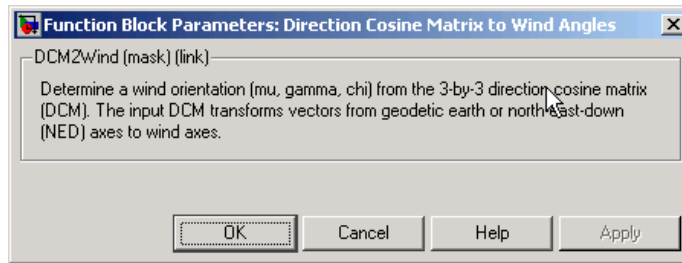 Function Block Parameters: Direction Cosine Matrix to Wind Angles
DCM2Wind (mask) (link)
Determine a wind orientation (mu, gamma, chi) from the 3-by-3 direction cosine matrix
(DCM). The input DCM transforms vectors from geodetic earth or north-east-down
(NED) axes to wind axes.
OK
Cancel
Help
Apply